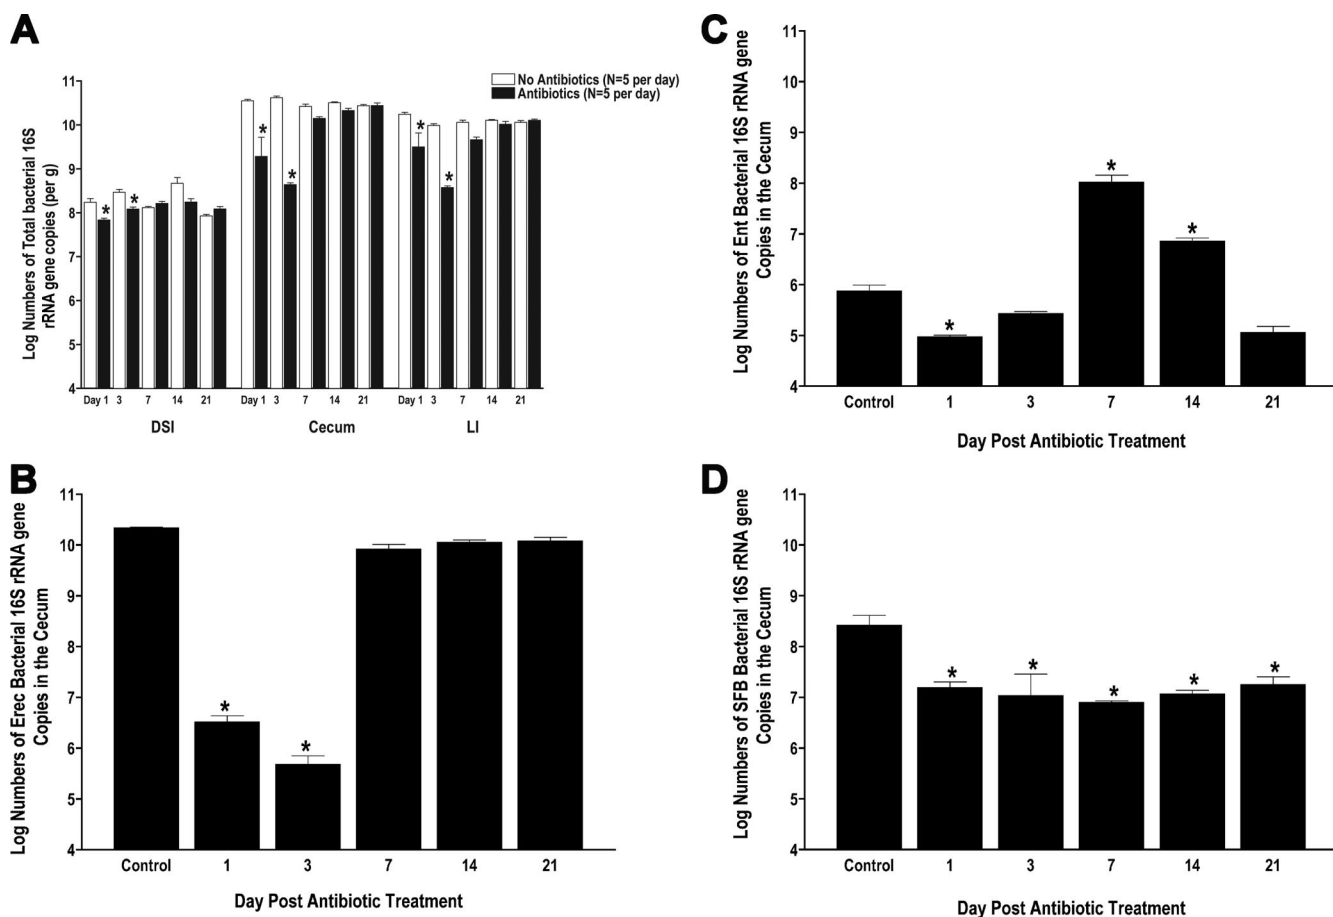 A
Log Numbers of Total bacterial 16S
rRNA gene copies (per g)
11
10
9
8
7
6
5
4
No Antibiotics (N=5 per day)
Antibiotics (N=5 per day)
* * * * * *
Day 1 3 7 14 21 Day 1 3 7 14 21 Day 1 3 7 14 21
DSI Cecum LI
B
Log Numbers of Erec Bacterial 16S rRNA gene
Copies in the Cecum
11
10
9
8
7
6
5
4
* *
Control 1 3 7 14 21
Day Post Antibiotic Treatment
C
Log Numbers of Ent Bacterial 16S rRNA gene
Copies in the Cecum
11
10
9
8
7
6
5
4
* * *
Control 1 3 7 14 21
Day Post Antibiotic Treatment
D
Log Numbers of SFB Bacterial 16S rRNA gene
Copies in the Cecum
11
10
9
8
7
6
5
4
* * * * *
Control 1 3 7 14 21
Day Post Antibiotic Treatment